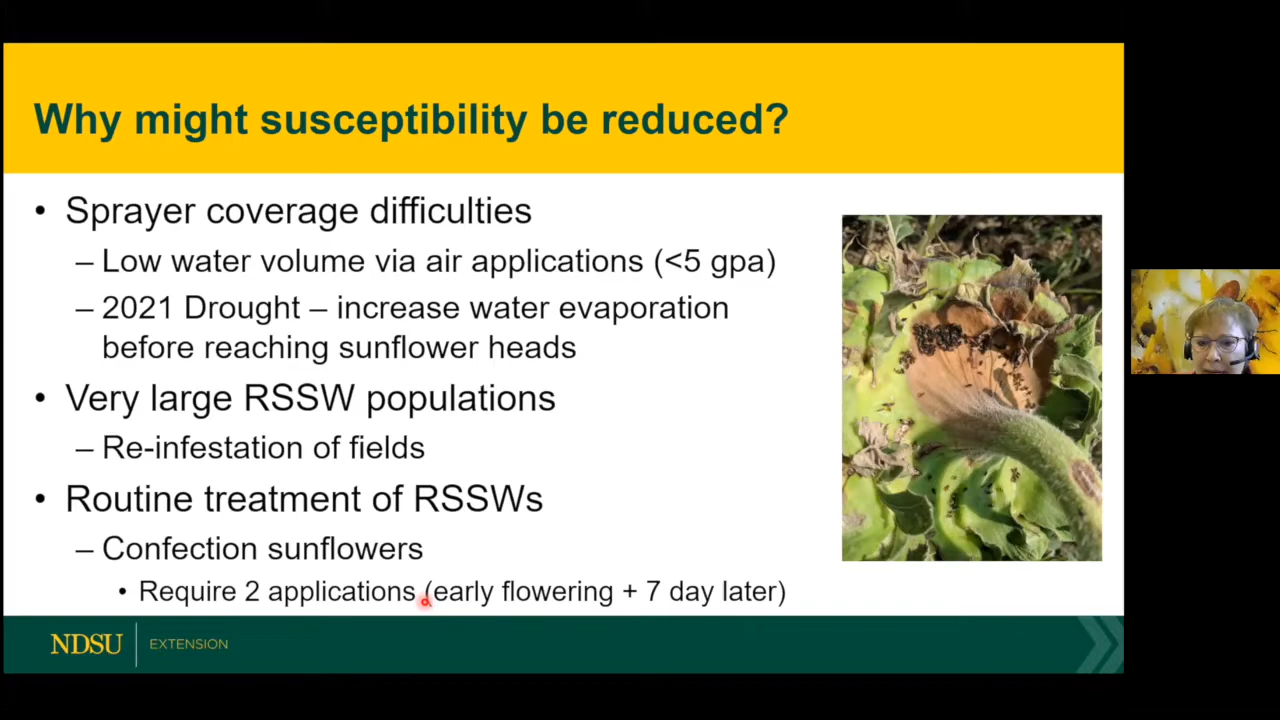 Why might susceptibility be reduced?
• Sprayer coverage difficulties
– Low water volume via air applications (<5 gpa)
– 2021 Drought – increase water evaporation
before reaching sunflower heads
• Very large RSSW populations
– Re-infestation of fields
• Routine treatment of RSSWs
– Confection sunflowers
• Require 2 applications (early flowering + 7 day later)
NDSU EXTENSION